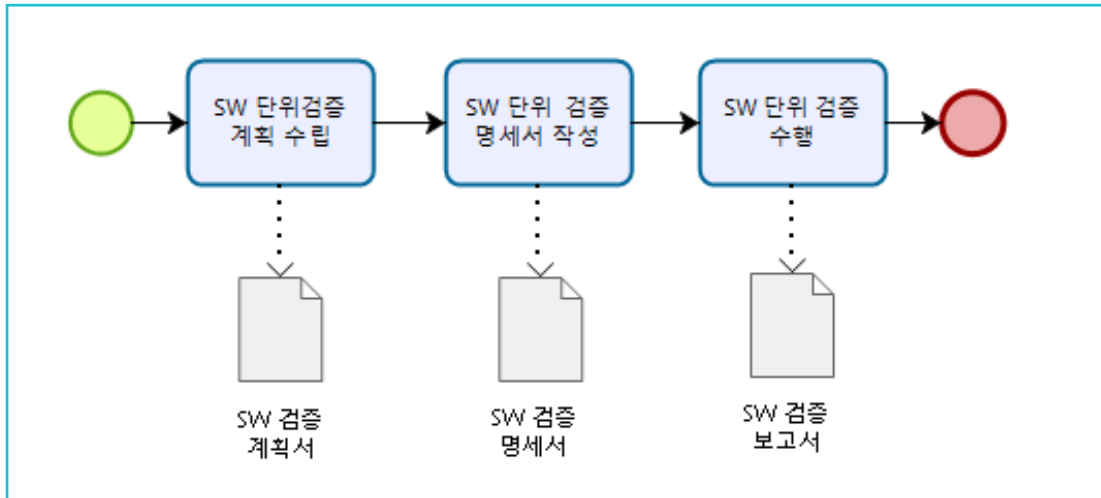 SW 단위검증
계획 수립
SW 단위 검증
명세서 작성
SW 단위 검증
수행
SW 검증
계획서
SW 검증
명세서
SW 검증
보고서